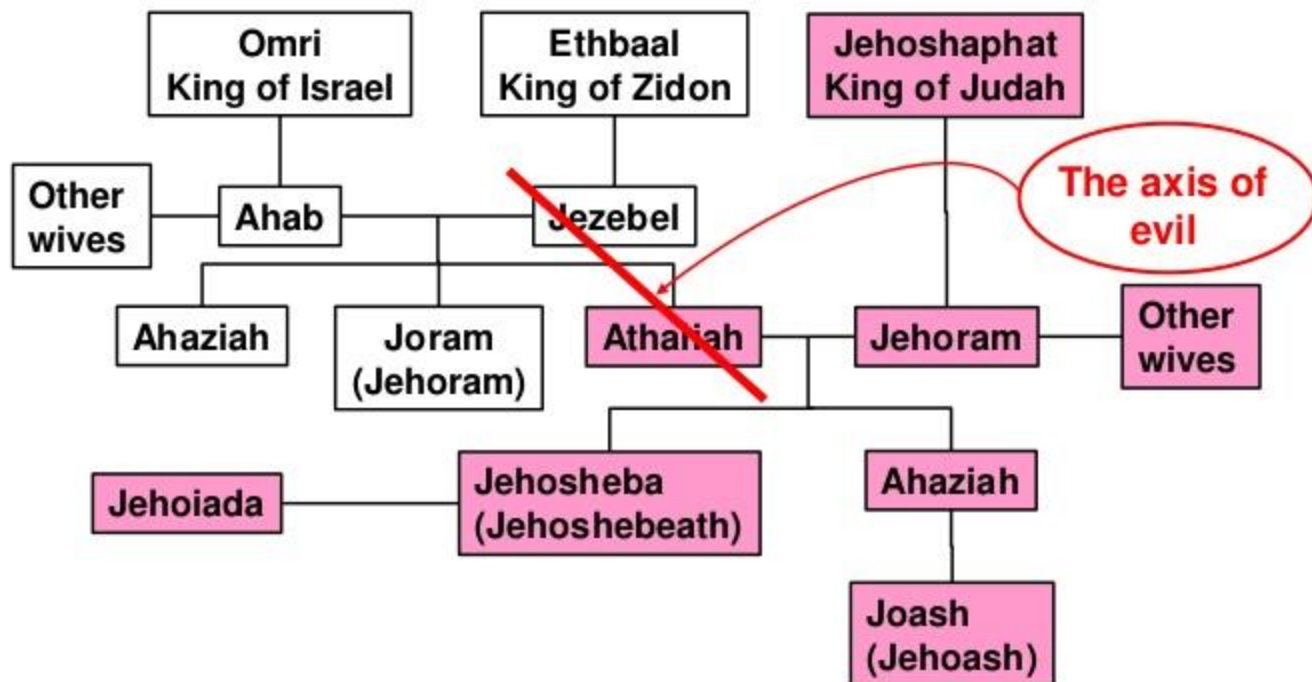 Omri
King of Israel
Ethbaal
King of Zidon
Jehoshaphat
King of Judah
The axis of
evil
Other
wives
Ahab
Jezebel
Ahaziah
Joram
(Jehoram)
Athaliah
Jehoram
Other
wives
Jehoiada
Jehosheba
(Jehoshebeath)
Ahaziah
Joash
(Jehoash)